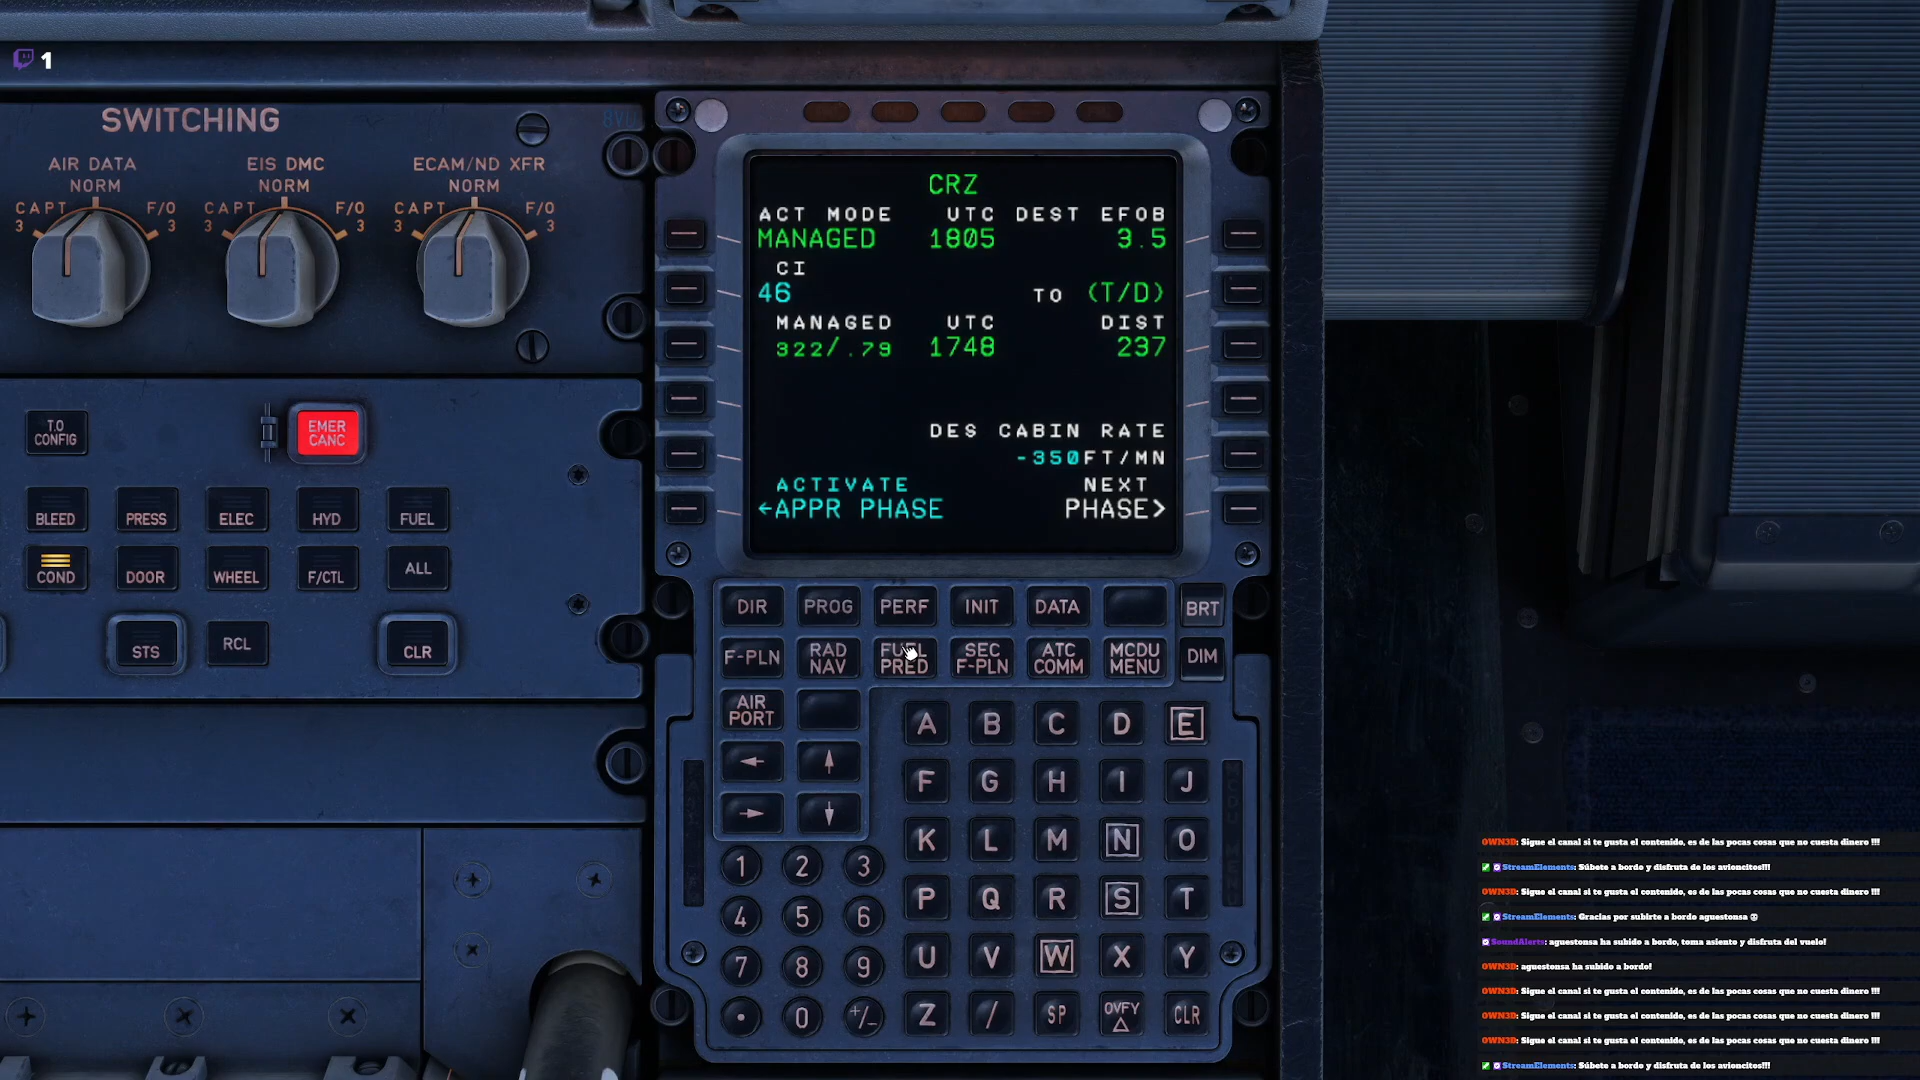 1
SWITCHING
8VU
AIR DATA
NORM
CAPT
3
F/O
3
EIS DMC
NORM
CAPT
3
F/O
3
ECAM/ND XFR
NORM
CAPT
3
F/O
3
T.O
CONFIG
EMER
CANC
BLEED
PRESS
ELEC
HYD
FUEL
COND
DOOR
WHEEL
F/CTL
ALL
STS
RCL
CLR
CRZ
ACT MODE UTC DEST EFOB
MANAGED 1805 3.5
CI
46 TO (T/D)
MANAGED UTC DIST
322/.79 1748 237
DES CABIN RATE
-350FT/MN
ACTIVATE NEXT
←APPR PHASE PHASE>
DIR PROG PERF INIT DATA BRT
F-PLN
RAD
NAV
FUEL
PRED
SEC
F-PLN
ATC
COMM
MCDU
MENU
DIM
AIR
PORT
← ↑
→ ↓
A B C D E
F G H I J
K L M N O
P Q R S T
U V W X Y
Z / SP OVFY △ CLR
1 2 3
4 5 6
7 8 9
. 0 +/-
OWN3D: Sigue el canal si te gusta el contenido, es de las pocas cosas que no cuesta dinero !!!
StreamElements: Súbete a bordo y disfruta de los avioncitos!!!
OWN3D: Sigue el canal si te gusta el contenido, es de las pocas cosas que no cuesta dinero !!!
StreamElements: Gracias por subirte a bordo aguestonsa
SoundAlerts: aguestonsa ha subido a bordo, toma asiento y disfruta del vuelo!
OWN3D: aguestonsa ha subido a bordo!
OWN3D: Sigue el canal si te gusta el contenido, es de las pocas cosas que no cuesta dinero !!!
OWN3D: Sigue el canal si te gusta el contenido, es de las pocas cosas que no cuesta dinero !!!
OWN3D: Sigue el canal si te gusta el contenido, es de las pocas cosas que no cuesta dinero !!!
StreamElements: Súbete a bordo y disfruta de los avioncitos!!!